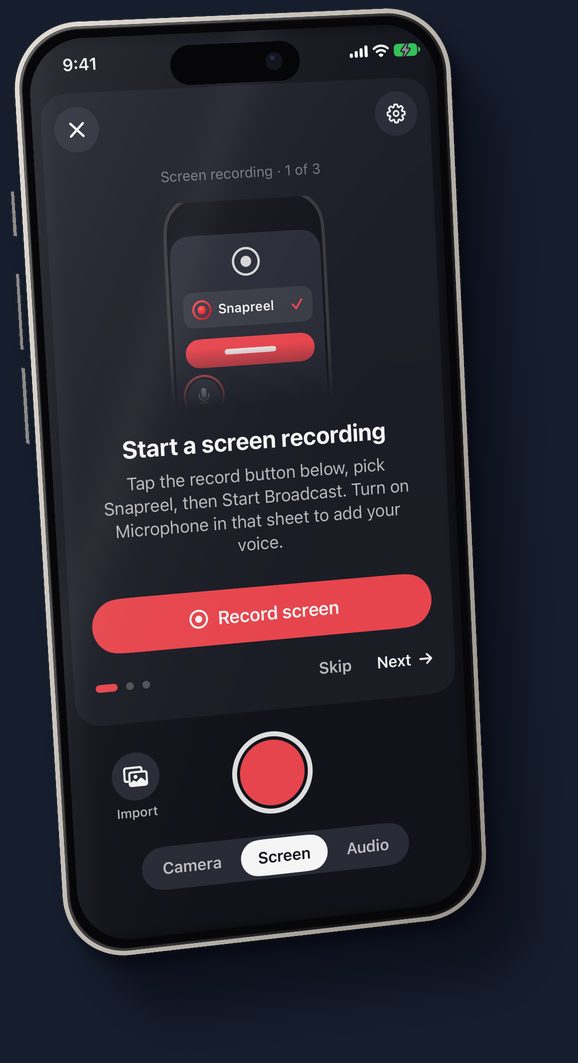 9:41
Screen recording · 1 of 3
Snapreel
Start a screen recording
Tap the record button below, pick
Snapreel, then Start Broadcast. Turn on
Microphone in that sheet to add your
voice.
Record screen
Skip
Next →
Import
Camera
Screen
Audio